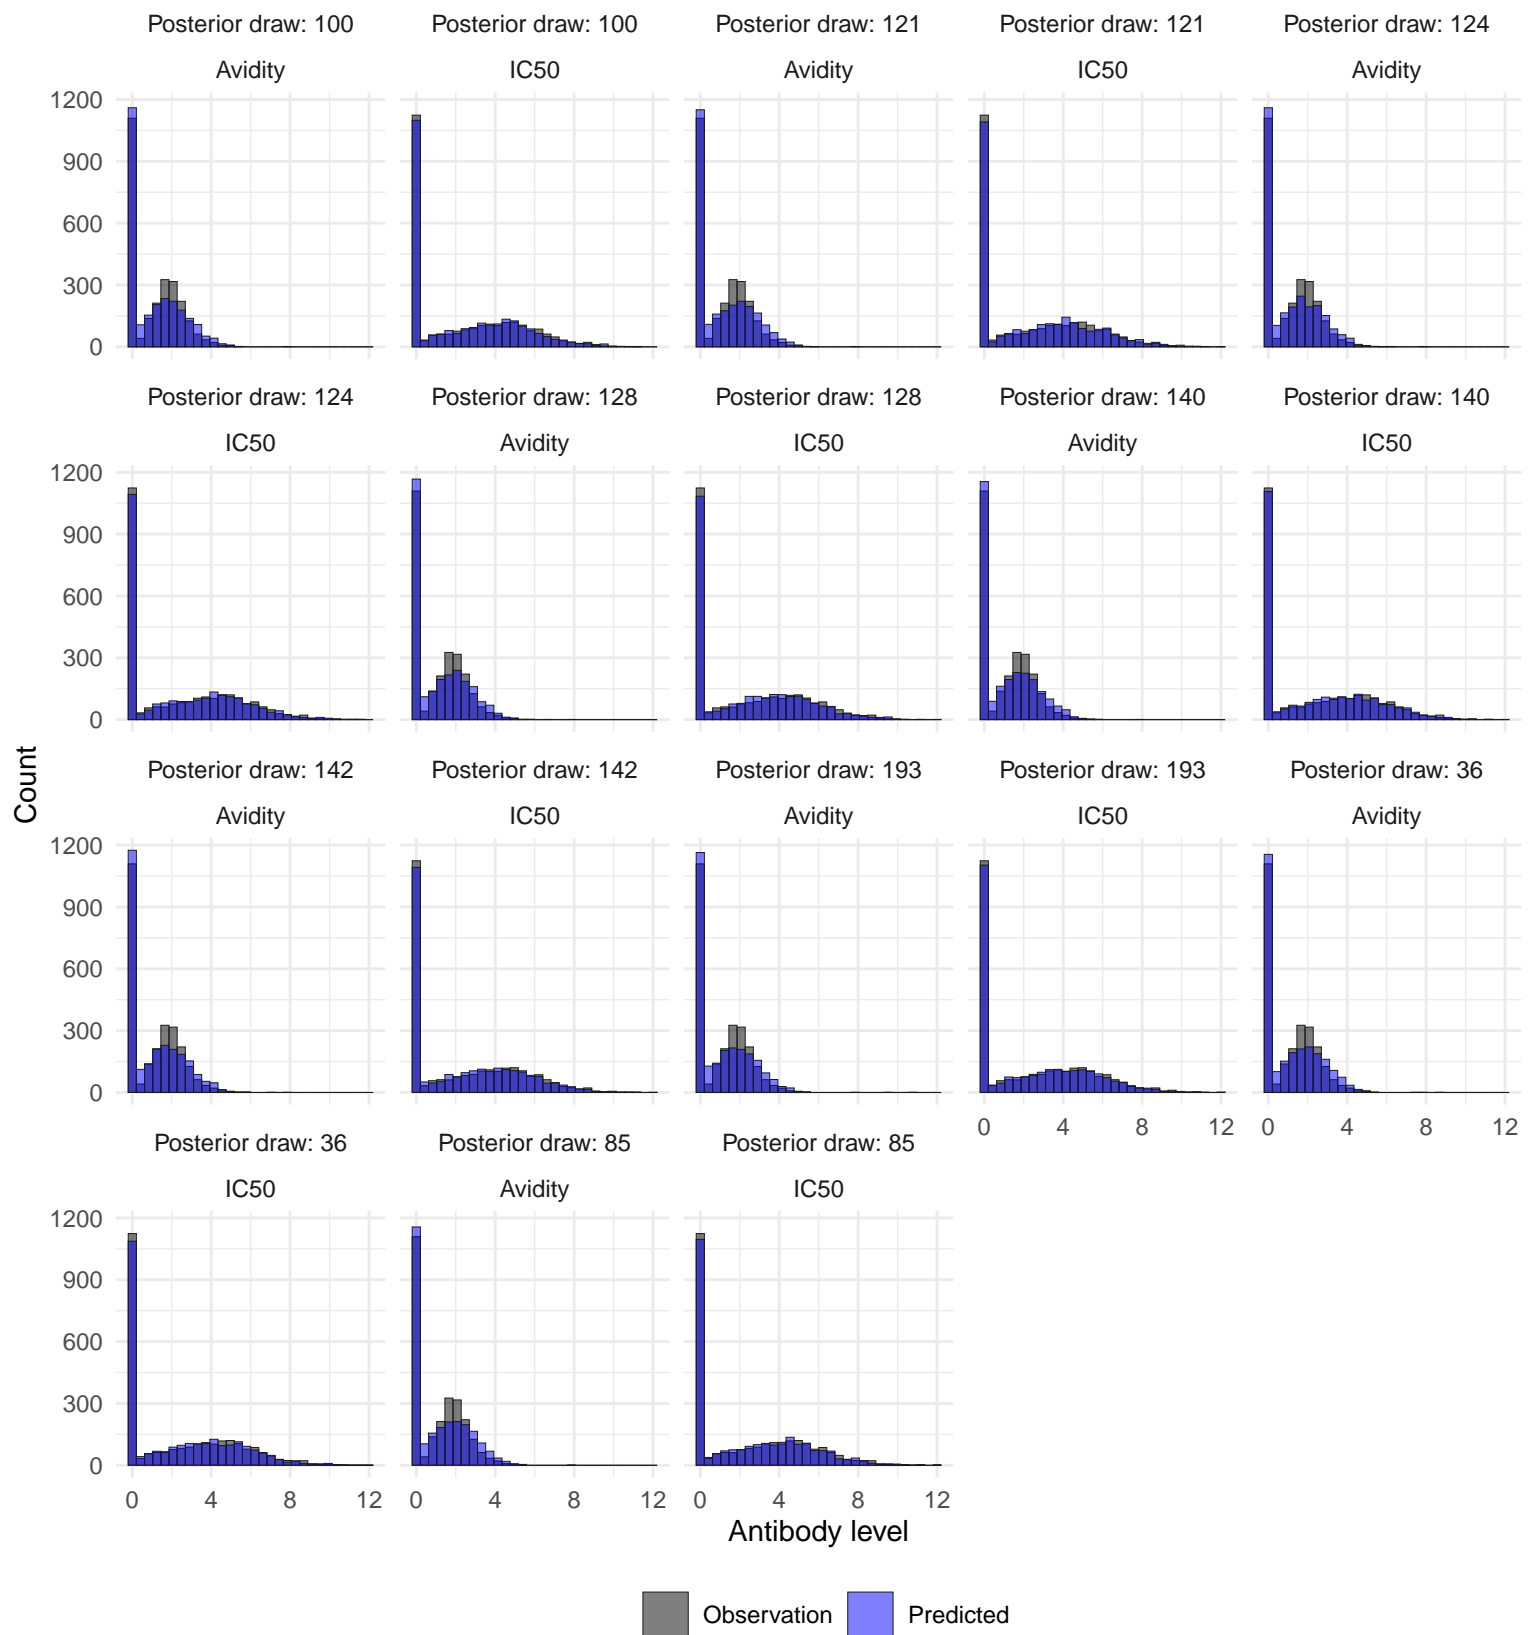 Posterior draw: 100 Posterior draw: 100 Posterior draw: 121 Posterior draw: 121 Posterior draw: 124
Avidity IC50 Avidity IC50 Avidity
1200
900
600
300
0
Posterior draw: 124 Posterior draw: 128 Posterior draw: 128 Posterior draw: 140 Posterior draw: 140
IC50 Avidity IC50 Avidity IC50
1200
900
600
300
0
Count
Posterior draw: 142 Posterior draw: 142 Posterior draw: 193 Posterior draw: 193 Posterior draw: 36
Avidity IC50 Avidity IC50 Avidity
1200
900
600
300
0
0 4 8 12 0 4 8 12
Posterior draw: 36 Posterior draw: 85 Posterior draw: 85
IC50 Avidity IC50
1200
900
600
300
0
0 4 8 12 0 4 8 12 0 4 8 12
Antibody level
Observation Predicted